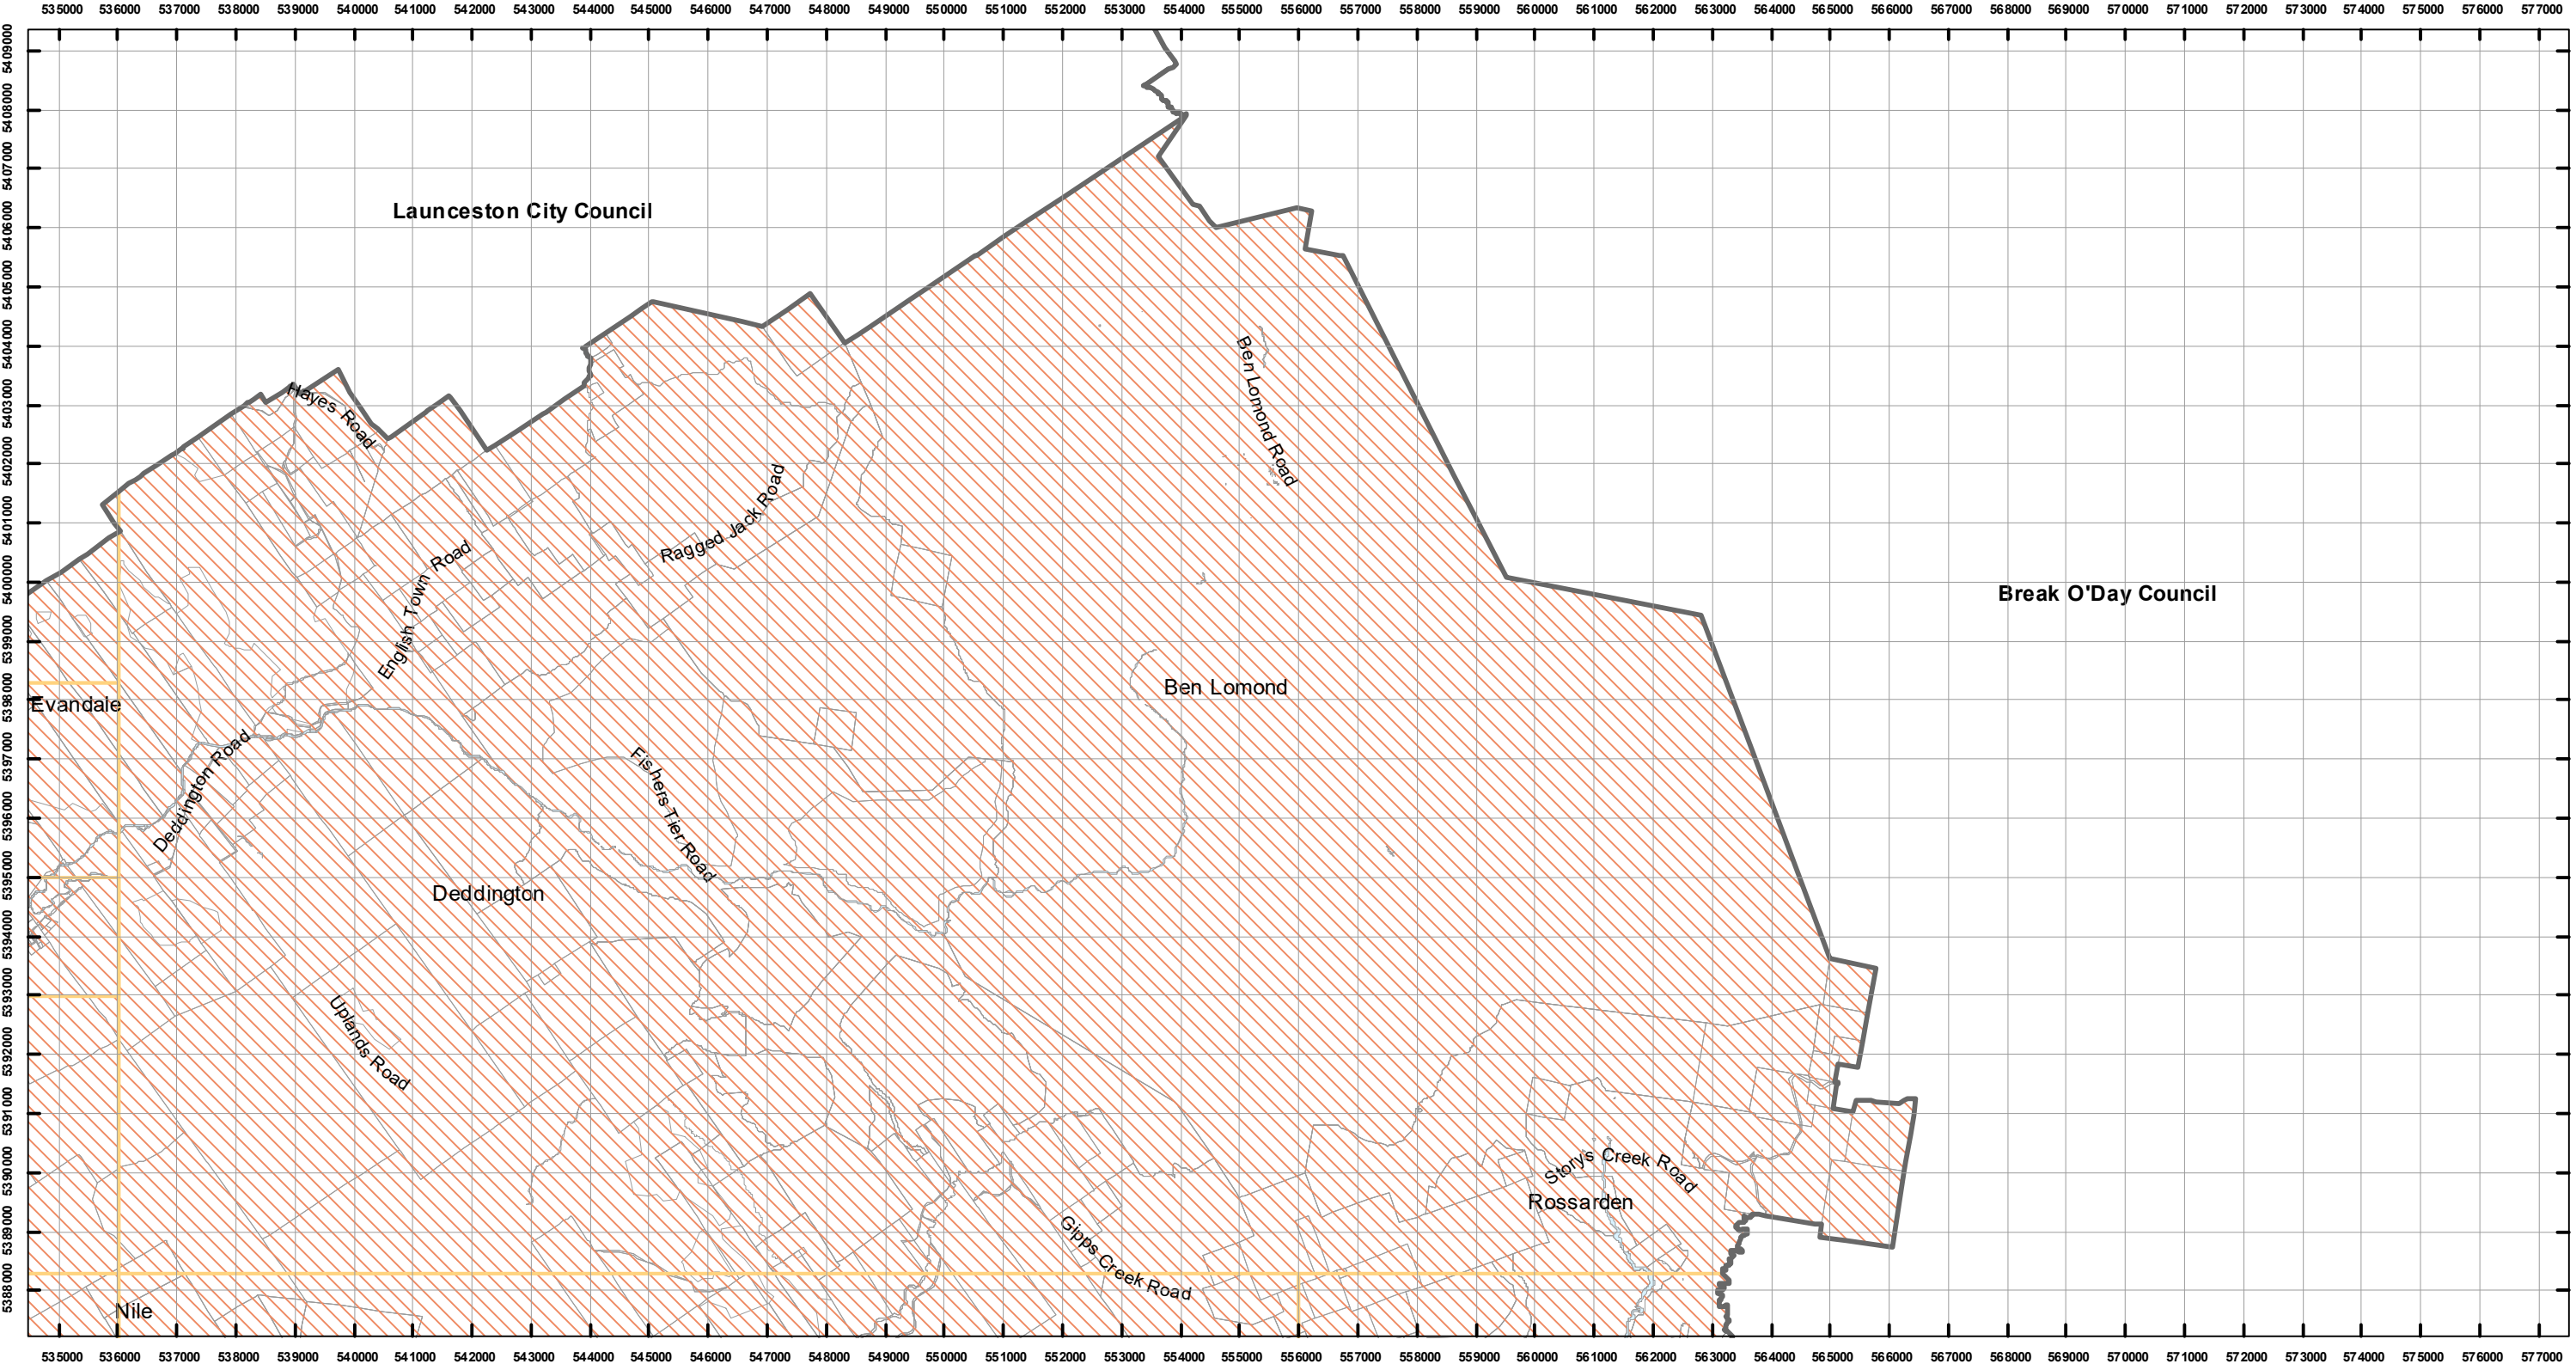 535000 536000 537000 538000 539000 540000 541000 542000 543000 544000 545000 546000 547000 548000 549000 550000 551000 552000 553000 554000 555000 556000 557000 558000 559000 560000 561000 562000 563000 564000 565000 566000 567000 568000 569000 570000 571000 572000 573000 574000 575000 576000 577000
5409000
5408000
5407000
5406000
5405000
5404000
5403000
5402000
5401000
5400000
5399000
5398000
5397000
5396000
5395000
5394000
5393000
5392000
5391000
5390000
5389000
5388000
Launceston City Council
Hayes Road
Ben Lomond Road
Ragged Jack Road
English Town Road
Break O'Day Council
Ben Lomond
Evandale
Deddington Road
Fishers Tier Road
Deddington
Uplands Road
Storys Creek Road
Rossarden
Gipps Creek Road
Nile
535000 536000 537000 538000 539000 540000 541000 542000 543000 544000 545000 546000 547000 548000 549000 550000 551000 552000 553000 554000 555000 556000 557000 558000 559000 560000 561000 562000 563000 564000 565000 566000 567000 568000 569000 570000 571000 572000 573000 574000 575000 576000 577000